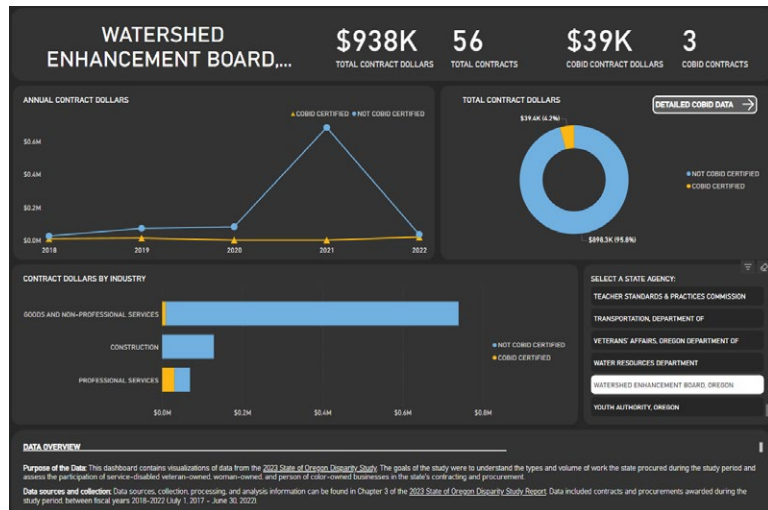 WATERSHED
ENHANCEMENT BOARD,...
$938K
TOTAL CONTRACT DOLLARS
56
TOTAL CONTRACTS
$39K
COBID CONTRACT DOLLARS
3
COBID CONTRACTS
ANNUAL CONTRACT DOLLARS
COBID CERTIFIED NOT COBID CERTIFIED
$0.6M
$0.4M
$0.2M
$0.0M
2018 2019 2020 2021 2022
TOTAL CONTRACT DOLLARS
DETAILED COBID DATA
$39.4K (4.2%)
NOT COBID CERTIFIED
COBID CERTIFIED
$898.3K (95.8%)
CONTRACT DOLLARS BY INDUSTRY
GOODS AND NON-PROFESSIONAL SERVICES
CONSTRUCTION
PROFESSIONAL SERVICES
NOT COBID CERTIFIED
COBID CERTIFIED
$0.0M $0.2M $0.4M $0.6M $0.8M
SELECT A STATE AGENCY:
TEACHER STANDARDS & PRACTICES COMMISSION
TRANSPORTATION, DEPARTMENT OF
VETERANS' AFFAIRS, OREGON DEPARTMENT OF
WATER RESOURCES DEPARTMENT
WATERSHED ENHANCEMENT BOARD, OREGON
YOUTH AUTHORITY, OREGON
DATA OVERVIEW
Purpose of the Data: This dashboard contains visualizations of data from the 2023 State of Oregon Disparity Study. The goals of the study were to understand the types and volume of work the state procured during the study period and
assess the participation of service-disabled veteran-owned, woman-owned, and person of color-owned businesses in the state's contracting and procurement.
Data sources and collection: Data sources, collection, processing, and analysis information can be found in Chapter 3 of the 2023 State of Oregon Disparity Study Report. Data included contracts and procurements awarded during the
study period, between fiscal years 2018-2022 (July 1, 2017 - June 30, 2022).